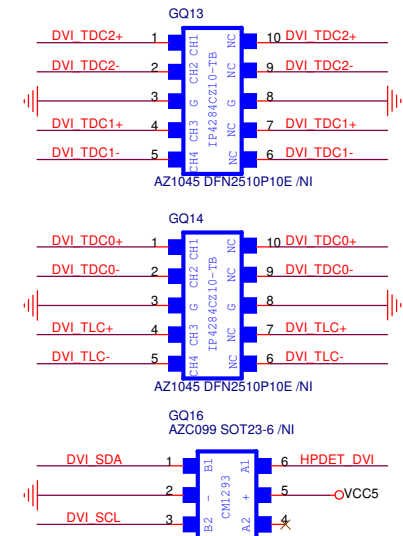 GQ13
DVI_TDC2+ 1 CH1 NC 10 DVI_TDC2+
DVI_TDC2- 2 CH2 NC 9 DVI_TDC2-
3 G G 8
DVI_TDC1+ 4 CH3 NC 7 DVI_TDC1+
DVI_TDC1- 5 CH4 NC 6 DVI_TDC1-
IP4284CZ10-TB
AZ1045 DFN2510P10E /NI
GQ14
DVI_TDC0+ 1 CH1 NC 10 DVI_TDC0+
DVI_TDC0- 2 CH2 NC 9 DVI_TDC0-
3 G G 8
DVI_TLC+ 4 CH3 NC 7 DVI_TLC+
DVI_TLC- 5 CH4 NC 6 DVI_TLC-
IP4284CZ10-TB
AZ1045 DFN2510P10E /NI
GQ16
AZC099 SOT23-6 /NI
DVI_SDA 1 B1 A1 6 HPDET_DVI
2 - + 5 VCC5
DVI_SCL 3 B2 A2 4
CM1293